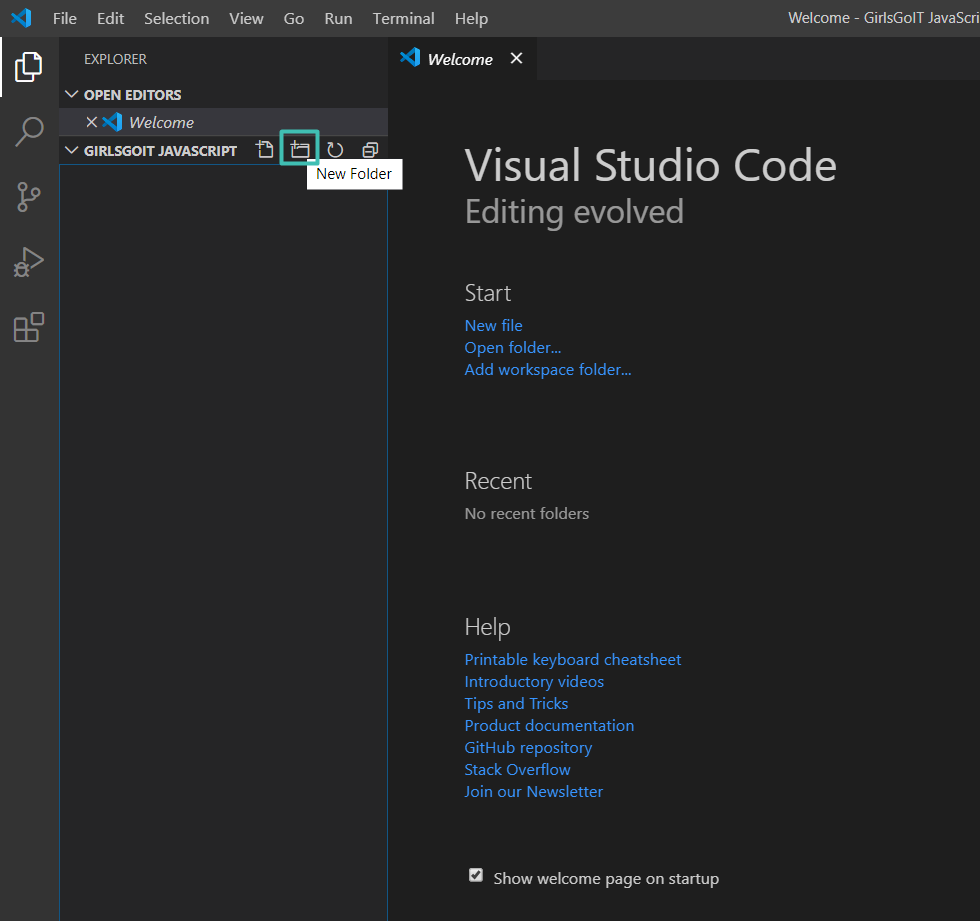 File Edit Selection View Go Run Terminal Help Welcome - GirlsGoIT JavaScri
EXPLORER
OPEN EDITORS
Welcome
GIRLSGOIT JAVASCRIPT
New Folder
Welcome
Visual Studio Code
Editing evolved
Start
New file
Open folder...
Add workspace folder...
Recent
No recent folders
Help
Printable keyboard cheatsheet
Introductory videos
Tips and Tricks
Product documentation
GitHub repository
Stack Overflow
Join our Newsletter
Show welcome page on startup